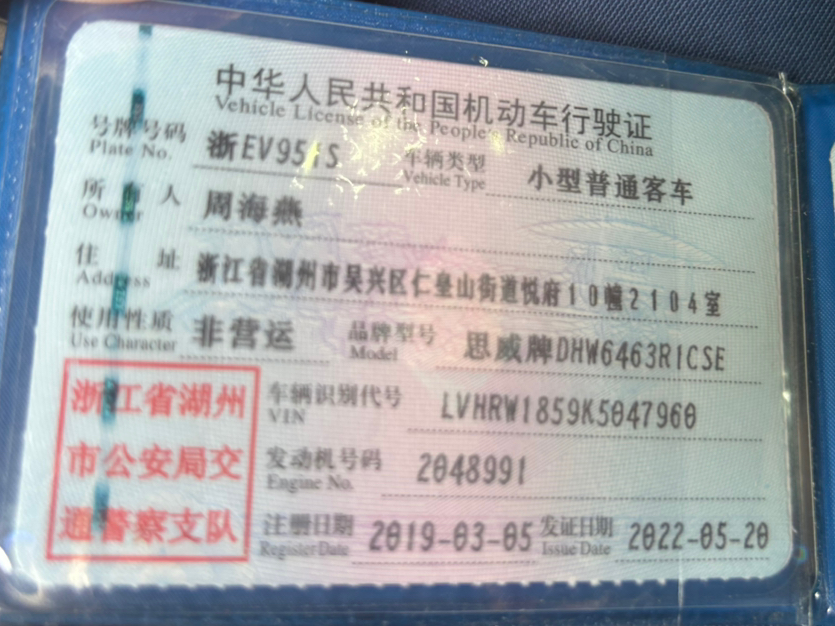 中华人民共和国机动车行驶证
Vehicle License of the People's Republic of China
号牌号码
Plate No.
车辆类型 小型普通客车
Vehicle Type
所有人 周海燕
Owner
住址 浙江省湖州市吴兴区仁皇山街道悦府10幢2104室
Address
使用性质 非营运 品牌型号 思威牌DHW6463R1CSE
Use Character Model
浙江省湖州
市公安局交
通警察支队
车辆识别代号 LVHRW1859K5047960
VIN
发动机号码 2048991
Engine No.
注册日期 2019-03-05 发证日期 2022-05-20
Register Date Issue Date